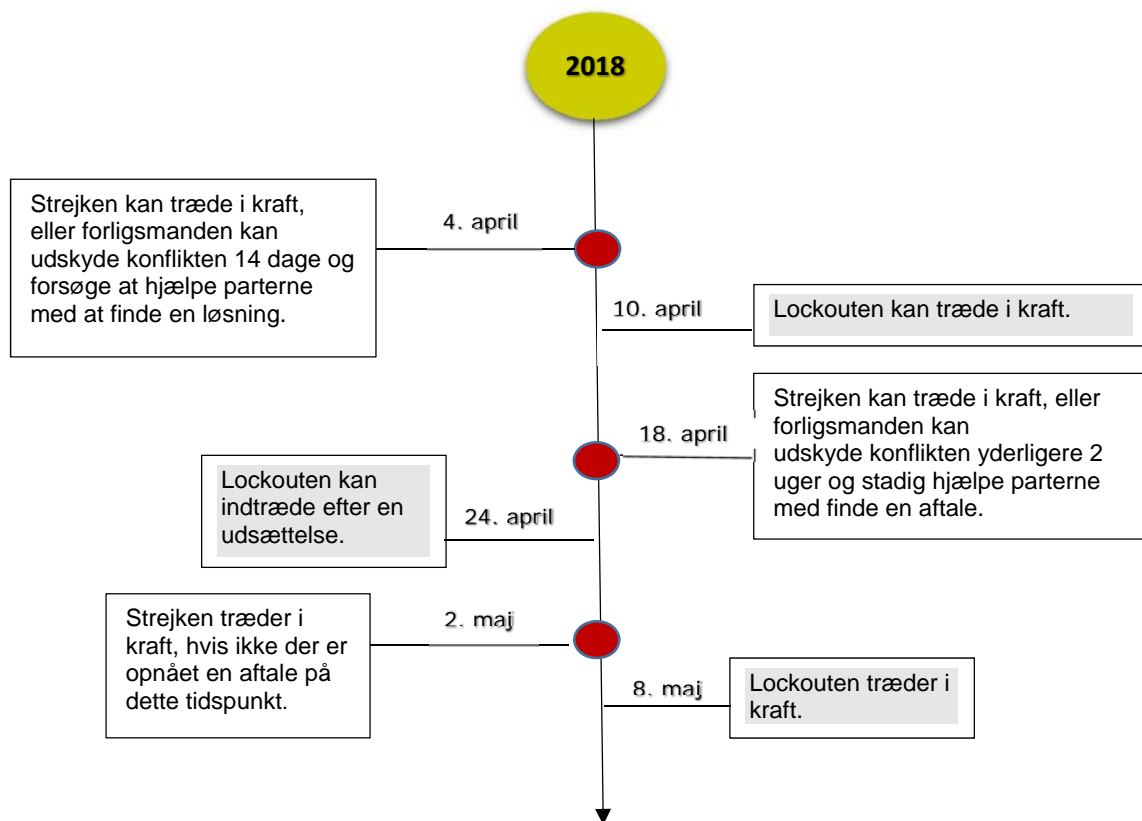 2018
4. april
Strejken kan træde i kraft,
eller forligsmanden kan
udskyde konflikten 14 dage og
forsøge at hjælpe parterne
med at finde en løsning.
10. april
Lockouten kan træde i kraft.
18. april
Strejken kan træde i kraft, eller
forligsmanden kan
udskyde konflikten yderligere 2
uger og stadig hjælpe parterne
med finde en aftale.
24. april
Lockouten kan
indtræde efter en
udsættelse.
2. maj
Strejken træder i
kraft, hvis ikke der er
opnået en aftale på
dette tidspunkt.
8. maj
Lockouten træder i
kraft.